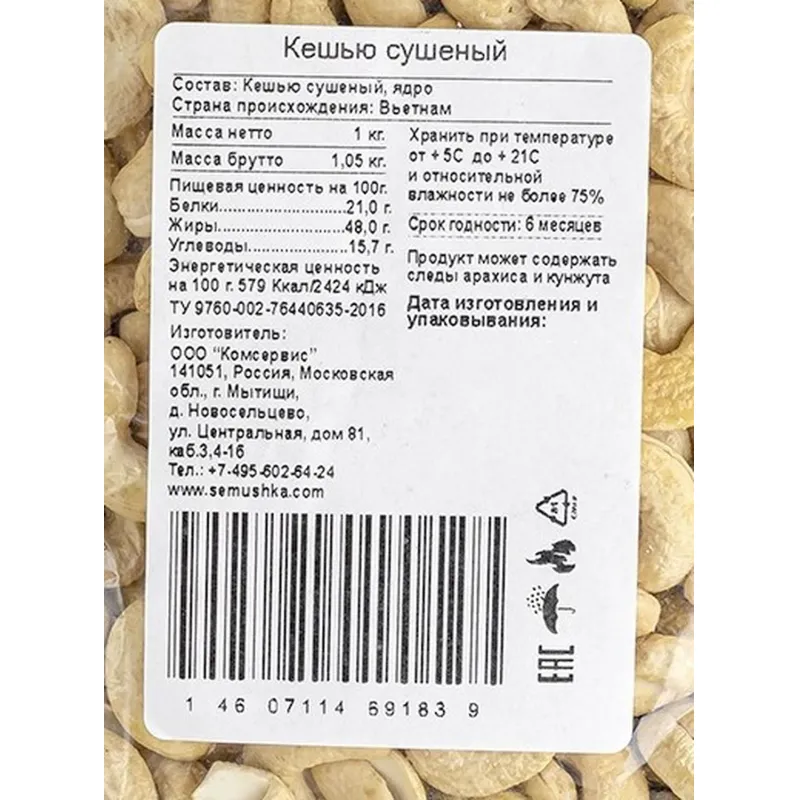 Кешью сушеный
Состав: Кешью сушеный, ядро
Страна происхождения: Вьетнам
Масса нетто 1 кг.
Масса брутто 1,05 кг.
Пищевая ценность на 100г.
Белки......................21,0 г.
Жиры......................48,0 г.
Углеводы.................15,7 г.
Энергетическая ценность
на 100 г. 579 Ккал/2424 кДж
ТУ 9760-002-76440635-2016
Изготовитель:
ООО “Комсервис”
141051, Россия, Московская
обл., г. Мытищи,
д. Новосельцево,
ул. Центральная, дом 81,
каб.3,4-16
Тел.: +7-495-602-64-24
www.semushka.com
Хранить при температуре
от +5С до +21С
и относительной
влажности не более 75%
Срок годности: 6 месяцев
Продукт может содержать
следы арахиса и кунжута
Дата изготовления и
упаковывания:
EAC
1 46 07114 69183 9